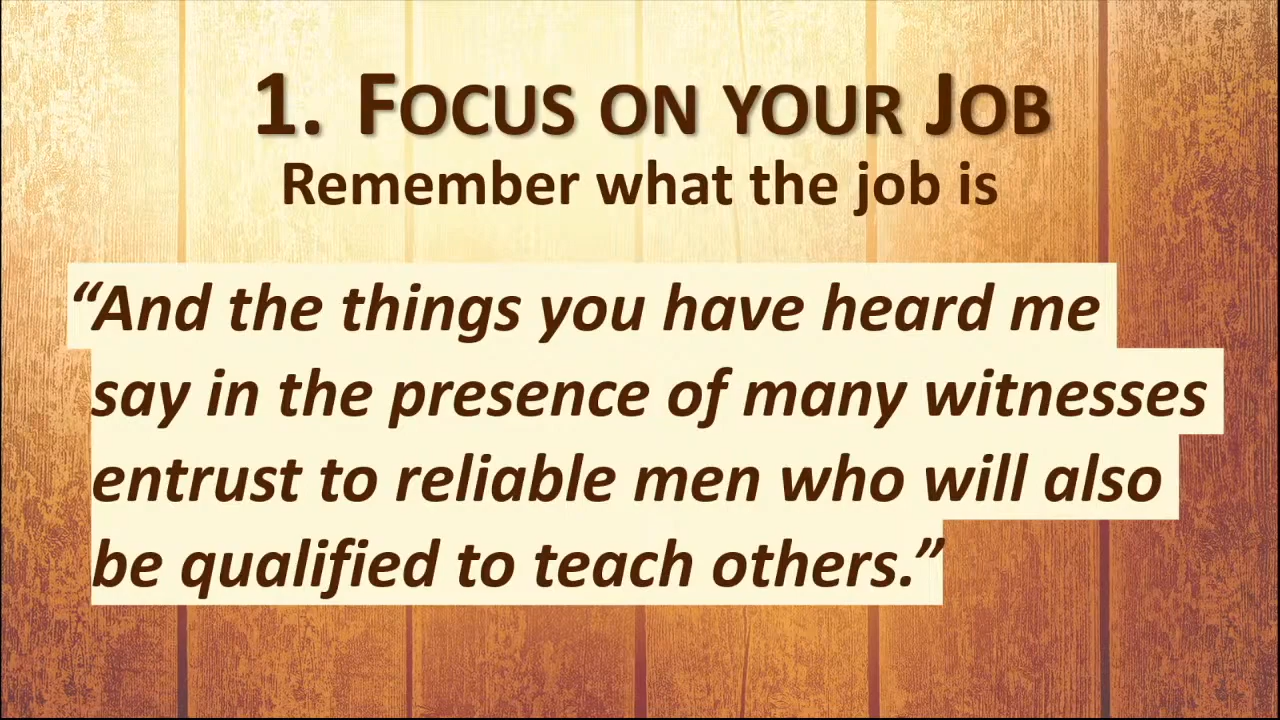 1. Focus on your Job
Remember what the job is
“And the things you have heard me
say in the presence of many witnesses
entrust to reliable men who will also
be qualified to teach others.”